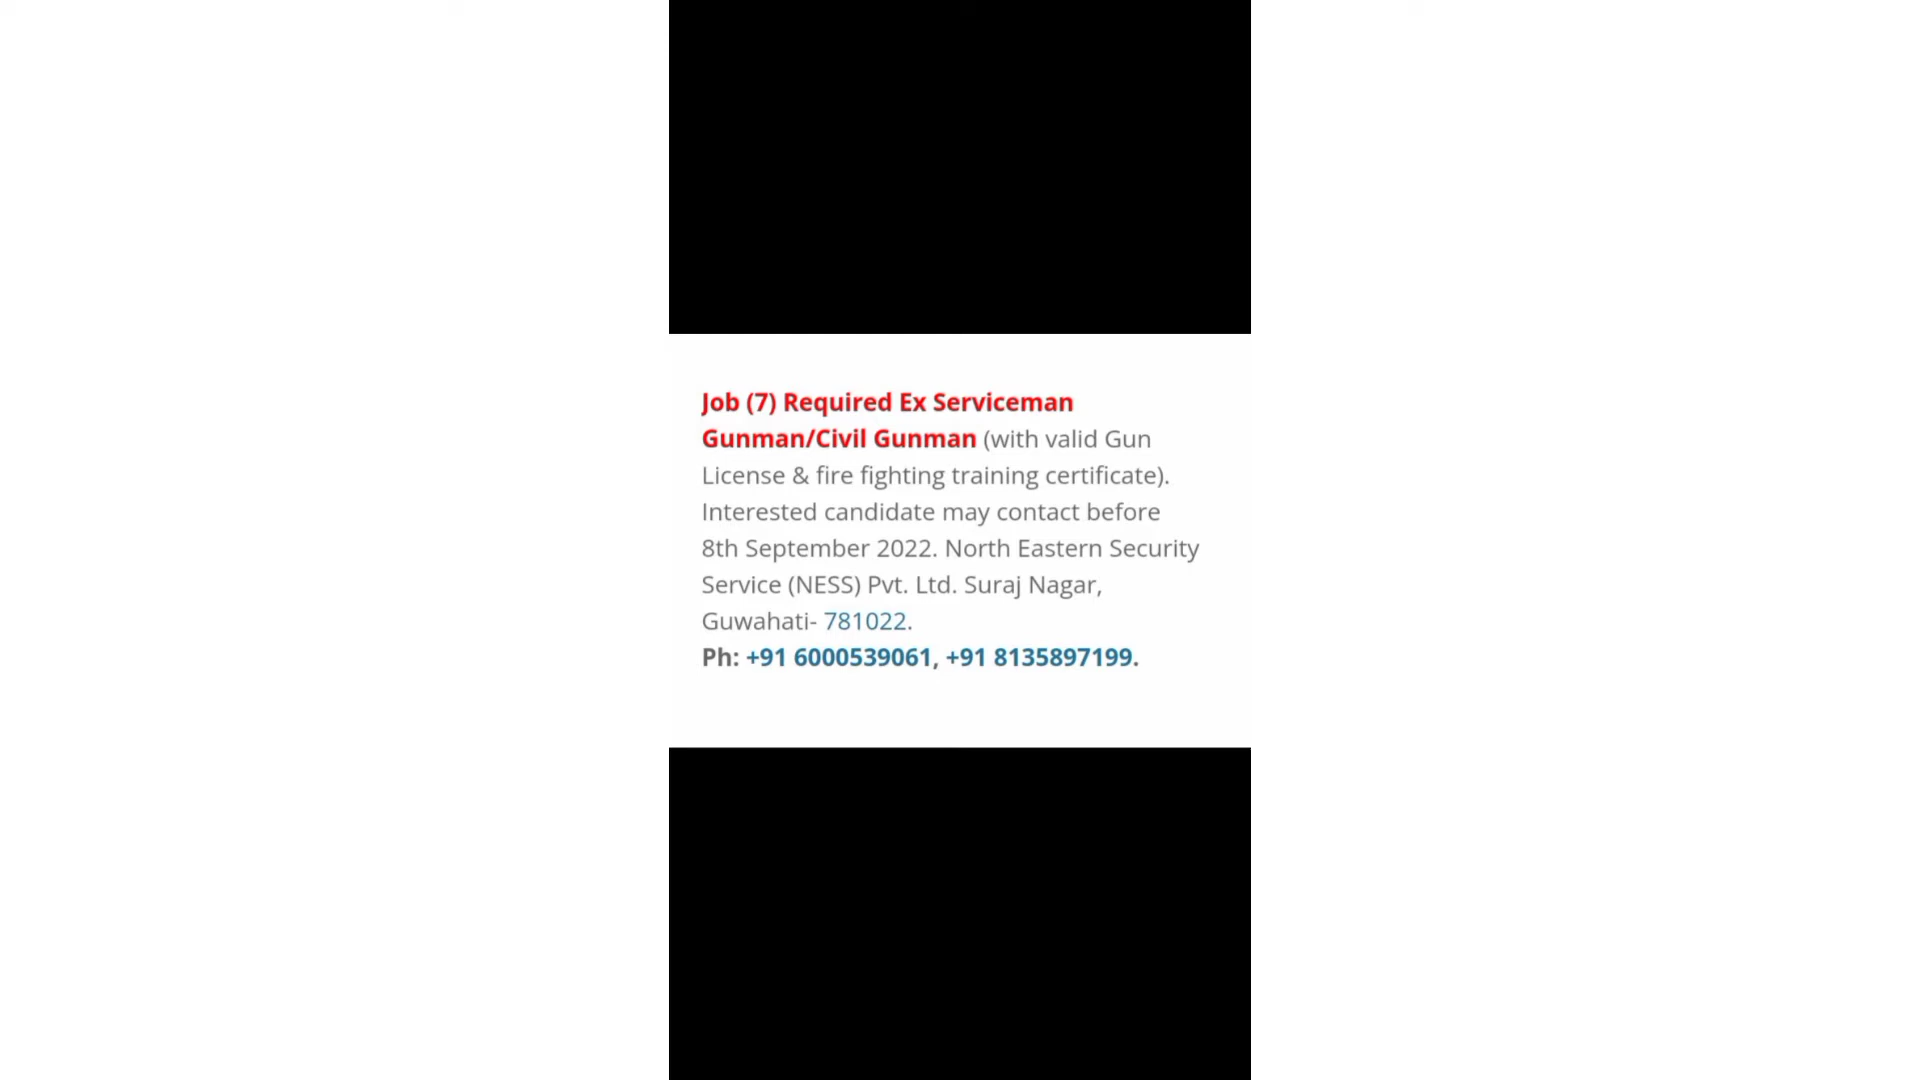 Job (7) Required Ex Serviceman
Gunman/Civil Gunman (with valid Gun
License & fire fighting training certificate).
Interested candidate may contact before
8th September 2022. North Eastern Security
Service (NESS) Pvt. Ltd. Suraj Nagar,
Guwahati- 781022.
Ph: +91 6000539061, +91 8135897199.